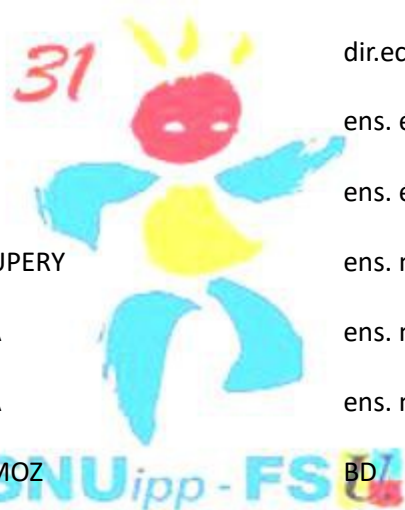 31
dir.ec
ens. e
ens. e
UPERY ens. r
A ens. r
A ens. r
MOZ BD
SNUipp - FSU